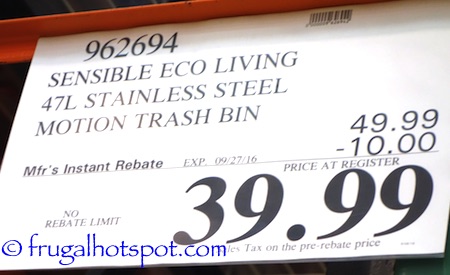 Frugal Hotspot
962694
SENSIBLE ECO LIVING
47L STAINLESS STEEL
MOTION TRASH BIN
49.99
Mfr's Instant Rebate EXP. 09/27/16 -10.00
PRICE AT REGISTER
NO
REBATE LIMIT
39.99
les Tax on the pre-rebate price
© frugalhotspot.com